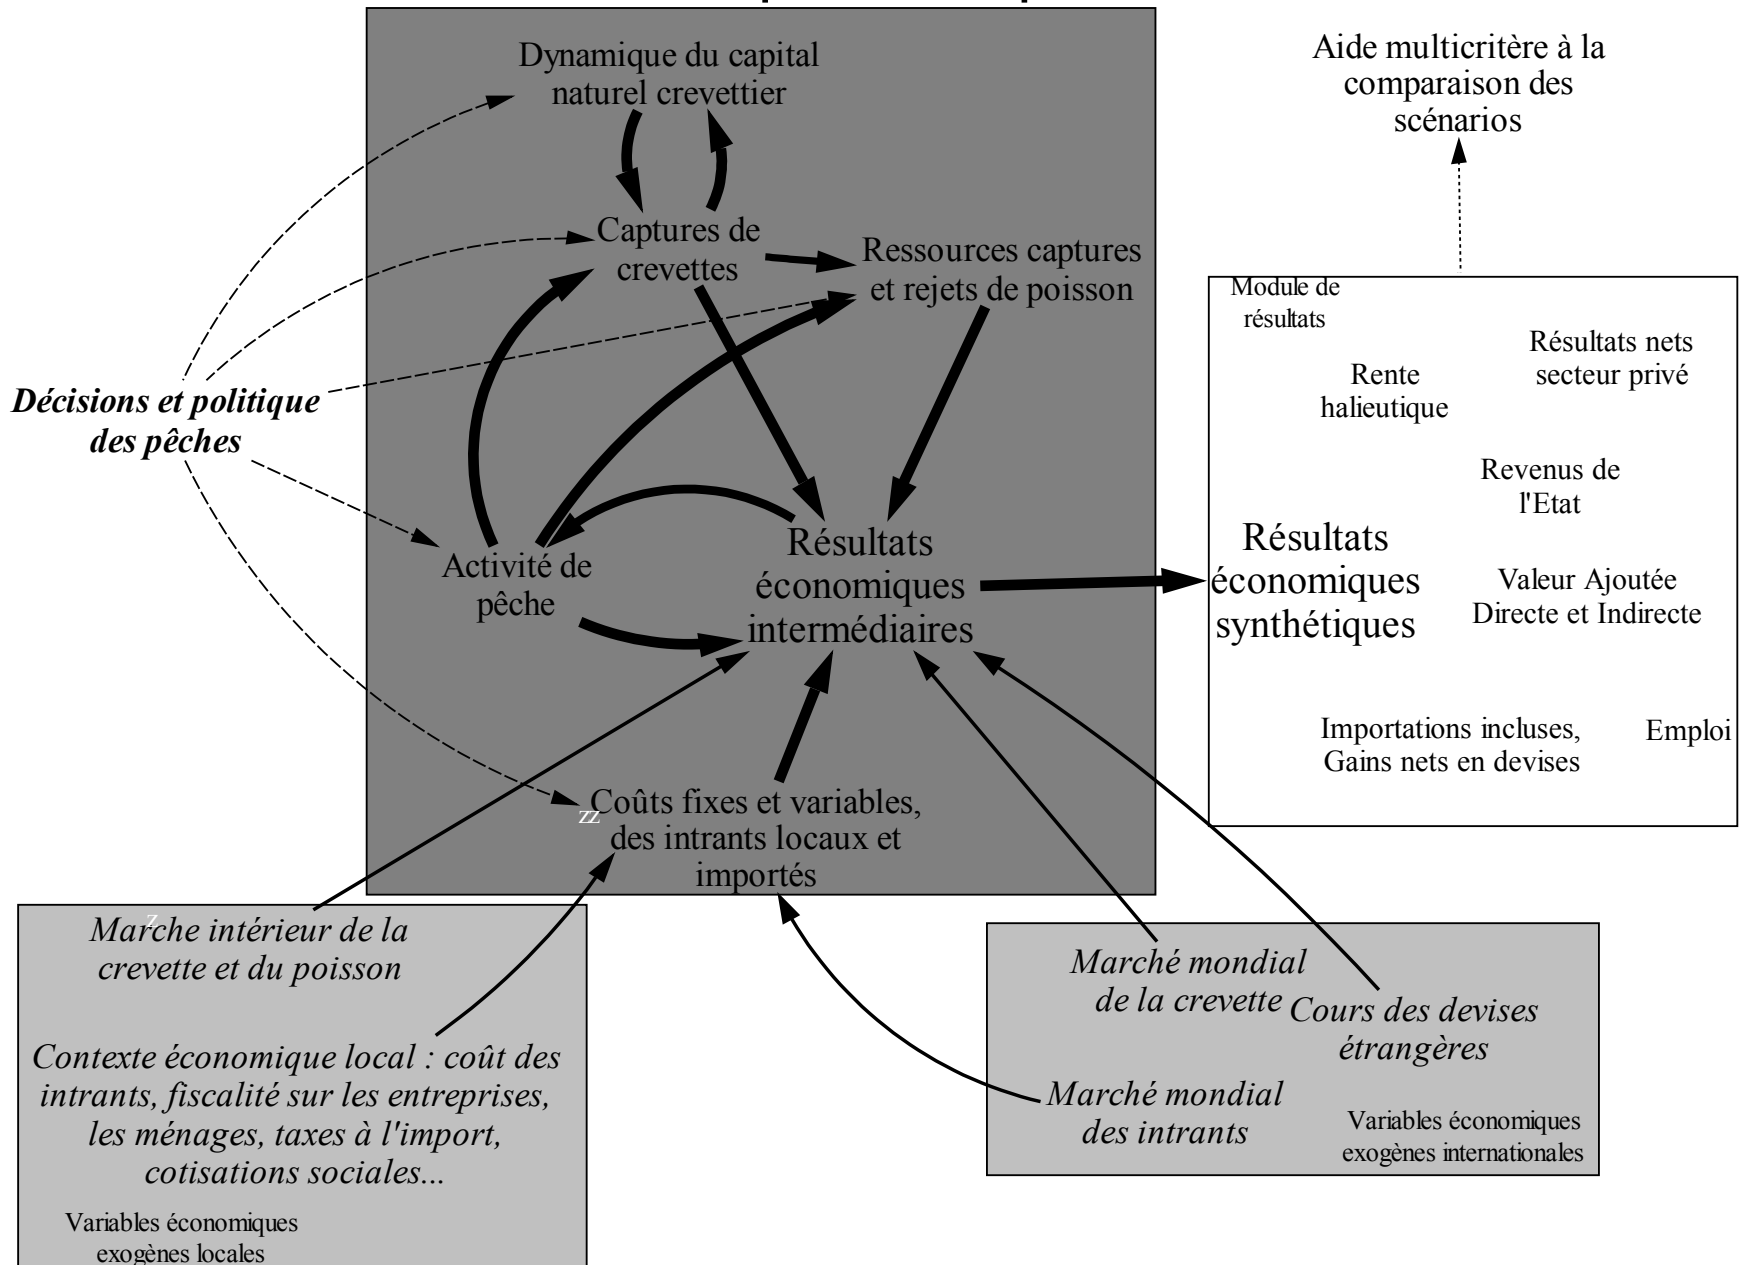 Dynamique du capital
naturel crevettier
Aide multicritère à la
comparaison des
scénarios
Captures de
crevettes
Ressources captures
et rejets de poisson
Module de
résultats
Résultats nets
secteur privé
Rente
halieutique
Décisions et politique
des pêches
Revenus de
l'Etat
Activité de
pêche
Résultats
économiques
intermédiaires
Résultats
économiques
synthétiques
Valeur Ajoutée
Directe et Indirecte
Importations incluses,
Gains nets en devises
Emploi
zz
Coûts fixes et variables,
des intrants locaux et
importés
z
Marche intérieur de la
crevette et du poisson
Contexte économique local : coût des
intrants, fiscalité sur les entreprises,
les ménages, taxes à l'import,
cotisations sociales...
Variables économiques
exogènes locales
Marché mondial
de la crevette
Cours des devises
étrangères
Marché mondial
des intrants
Variables économiques
exogènes internationales